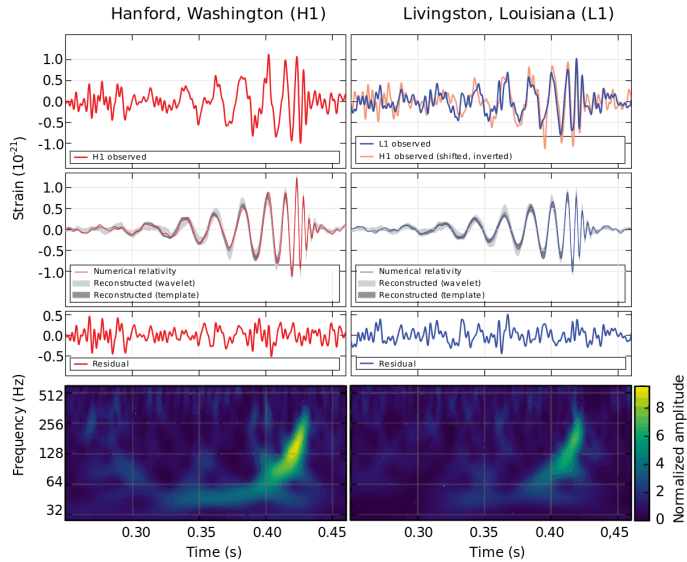 Hanford, Washington (H1)
Livingston, Louisiana (L1)
Strain (10⁻²¹)
1.0
0.5
0.0
-0.5
-1.0
H1 observed
L1 observed
H1 observed (shifted, inverted)
1.0
0.5
0.0
-0.5
-1.0
Numerical relativity
Reconstructed (wavelet)
Reconstructed (template)
Numerical relativity
Reconstructed (wavelet)
Reconstructed (template)
0.5
0.0
-0.5
Residual
Residual
Frequency (Hz)
512
256
128
64
32
0.30
0.35
0.40
0.30
0.35
0.40
0,45
Time (s)
Time (s)
8
6
4
2
0
Normalized amplitude